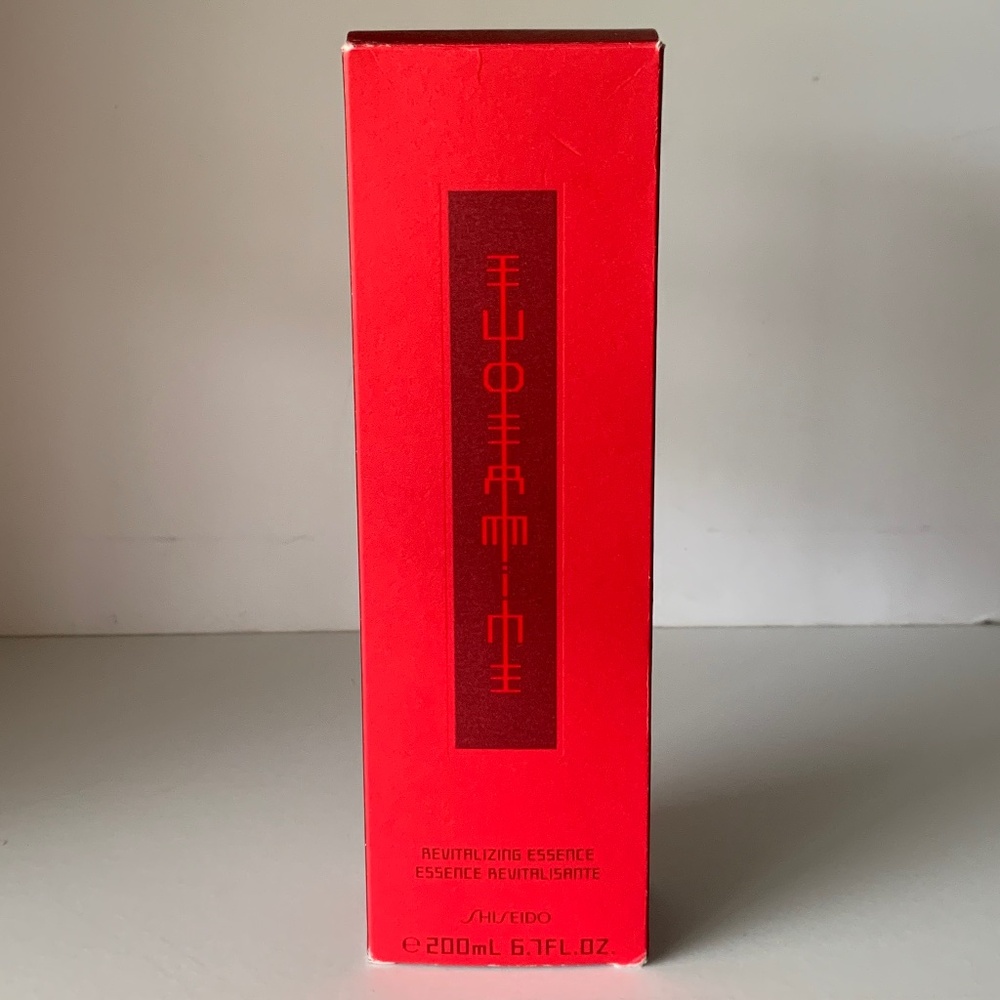 EUDERMINE
REVITALIZING ESSENCE
ESSENCE REVITALISANTE
SHISEIDO
℮ 200mL 6.7FL.OZ.